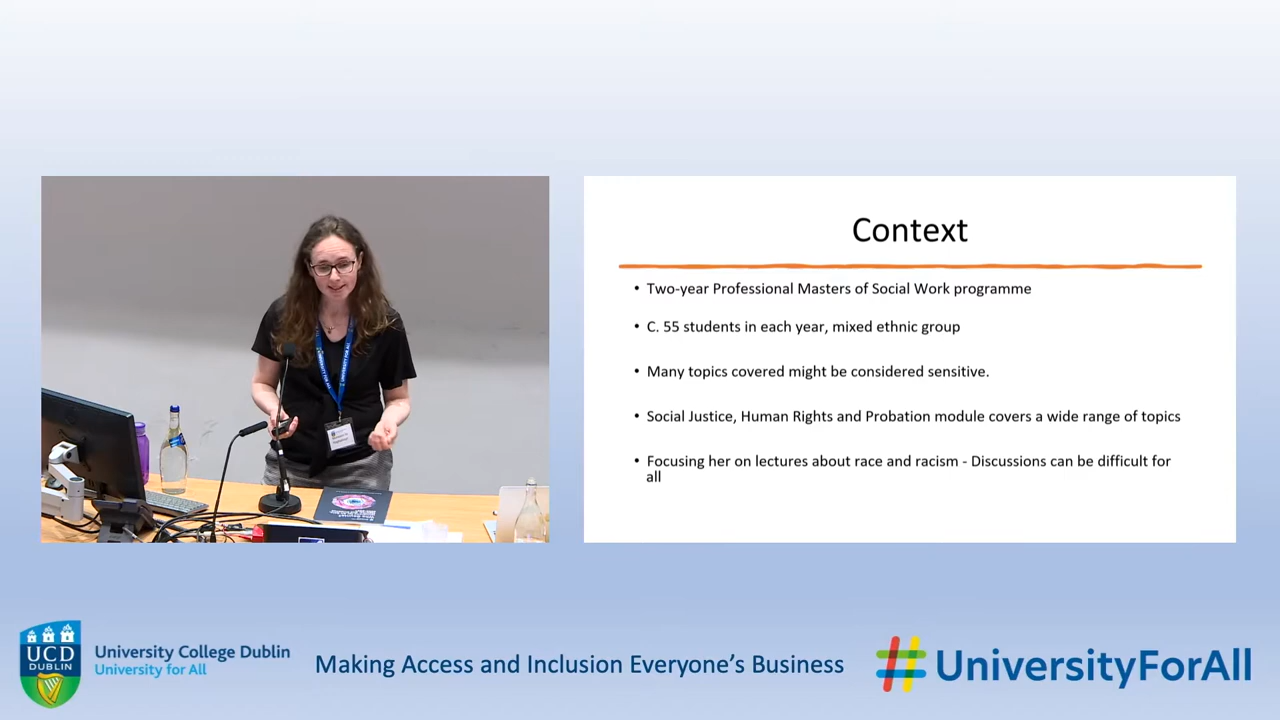 Context
• Two-year Professional Masters of Social Work programme
• C. 55 students in each year, mixed ethnic group
• Many topics covered might be considered sensitive.
• Social Justice, Human Rights and Probation module covers a wide range of topics
• Focusing her on lectures about race and racism - Discussions can be difficult for
all
UNIVERSITY FOR ALL
UCD
DUBLIN
University College Dublin
University for All
Making Access and Inclusion Everyone's Business
#UniversityForAll